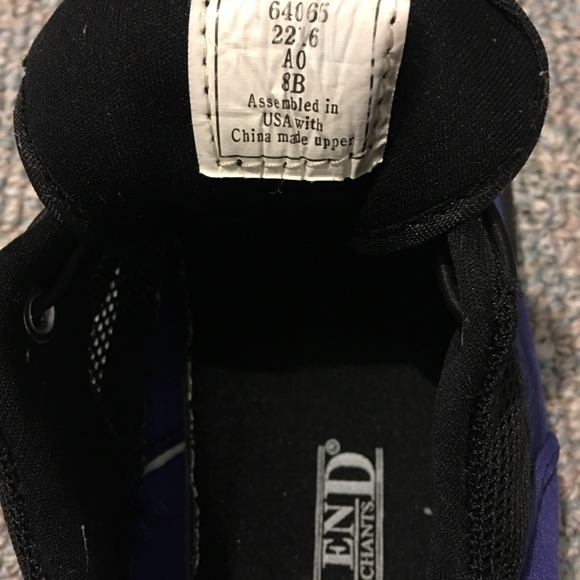 64065
2216
A0
8B
Assembled in
USA with
China made upper
END
CHANTS